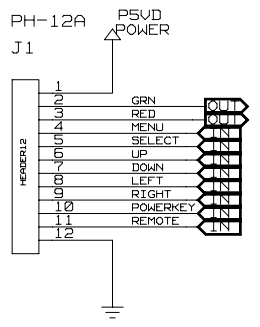 PH-12A
P5VD
POWER
J1
HEADER12
1
2 GRN OUT
3 RED OUT
4 MENU IN
5 SELECT IN
6 UP IN
7 DOWN IN
8 LEFT IN
9 RIGHT IN
10 POWERKEY IN
11 REMOTE IN
12